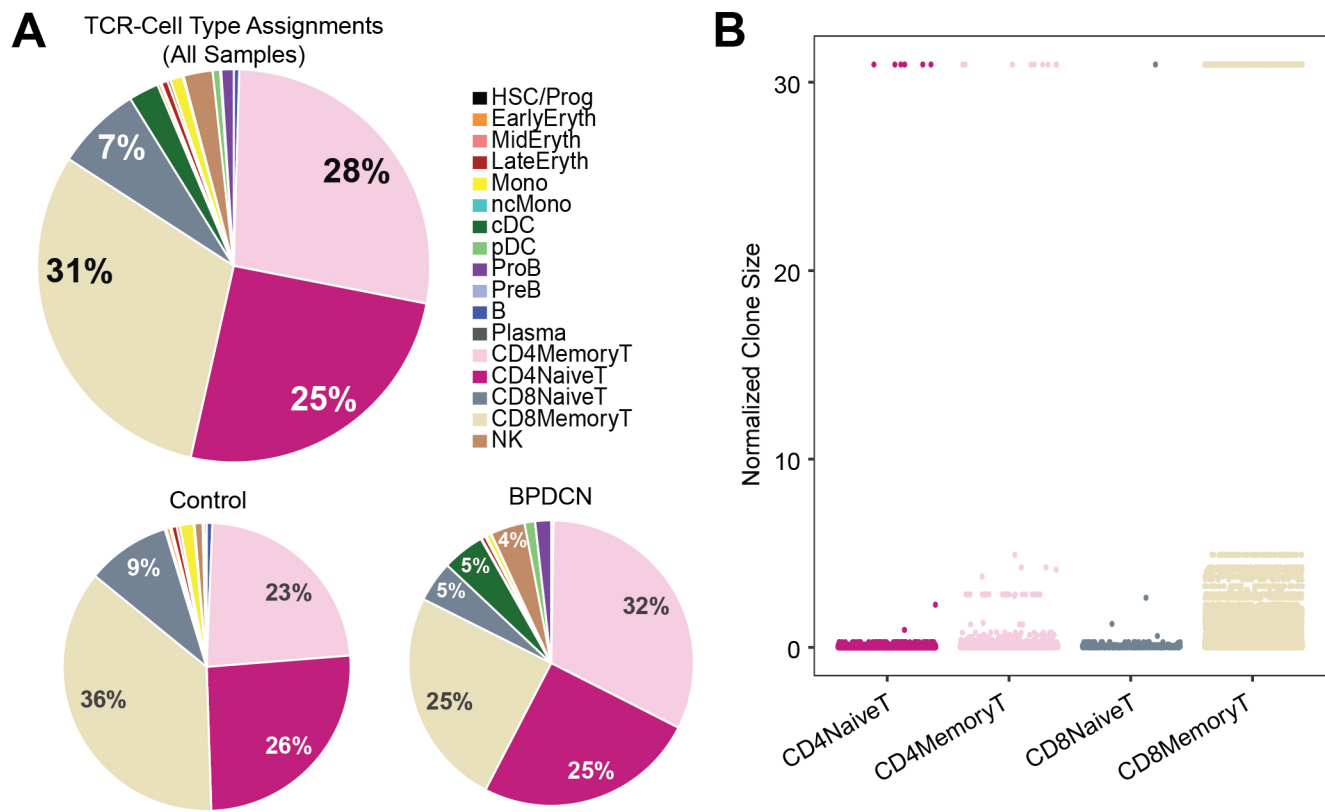 A
TCR-Cell Type Assignments
(All Samples)
28%
7%
31%
25%
HSC/Prog
EarlyEryth
MidEryth
LateEryth
Mono
ncMono
cDC
pDC
ProB
PreB
B
Plasma
CD4MemoryT
CD4NaiveT
CD8NaiveT
CD8MemoryT
NK
Control
9%
23%
36%
26%
BPDCN
4%
5%
5%
32%
25%
25%
B
Normalized Clone Size
30
20
10
0
CD4NaiveT
CD4MemoryT
CD8NaiveT
CD8MemoryT